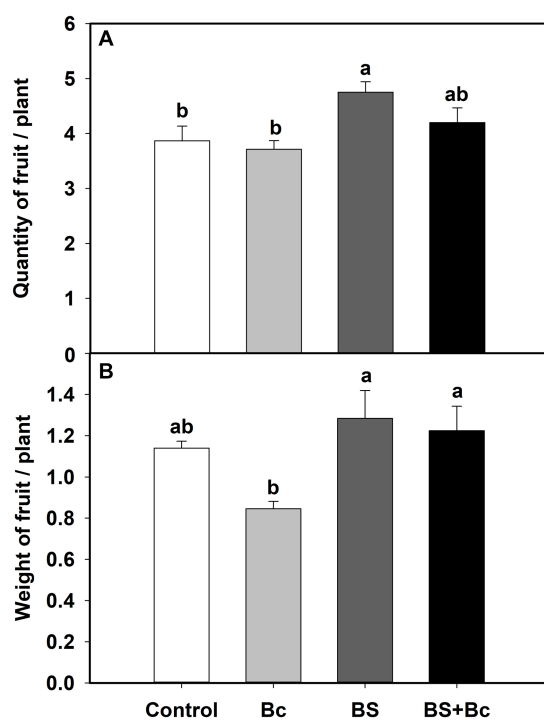 A
Quantity of fruit / plant
6
5
4
3
2
1
0
b
b
a
ab
B
Weight of fruit / plant
1.4
1.2
1.0
0.8
0.6
0.4
0.2
0.0
ab
b
a
a
Control Bc BS BS+Bc